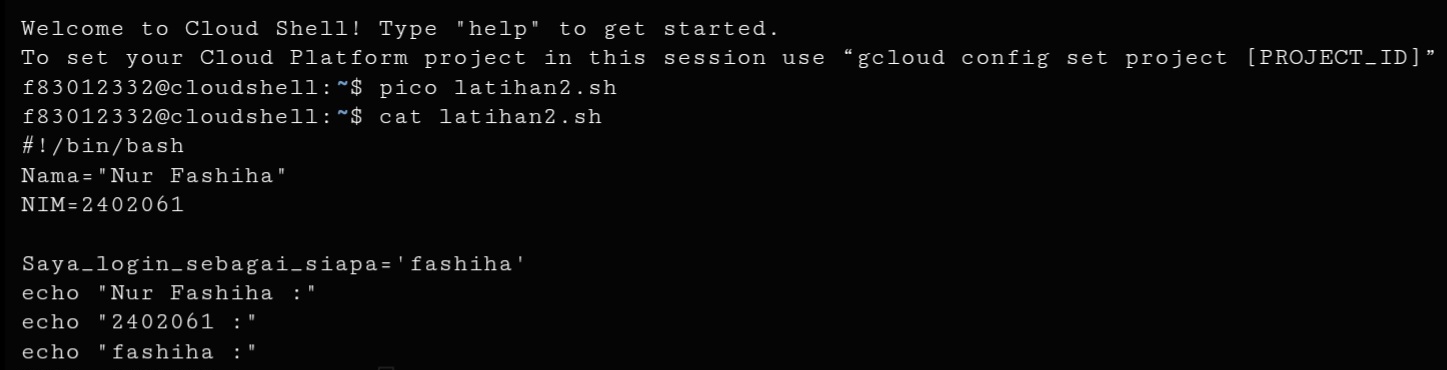 Welcome to Cloud Shell! Type "help" to get started.
To set your Cloud Platform project in this session use “gcloud config set project [PROJECT_ID]”
f83012332@cloudshell:~$ pico latihan2.sh
f83012332@cloudshell:~$ cat latihan2.sh
#!/bin/bash
Nama="Nur Fashiha"
NIM=2402061
Saya_login_sebagai_siapa='fashiha'
echo "Nur Fashiha :"
echo "2402061 :"
echo "fashiha :"